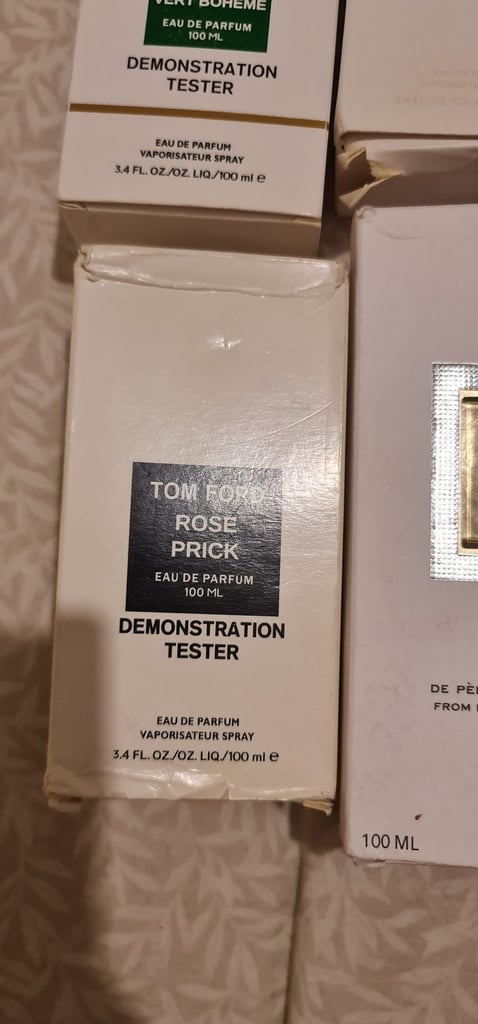 VERT BOHEME
EAU DE PARFUM
100 ML
DEMONSTRATION
TESTER
EAU DE PARFUM
VAPORISATEUR SPRAY
3.4 FL. OZ./OZ. LIQ./100 ml e
TOM FORD
ROSE
PRICK
EAU DE PARFUM
100 ML
DEMONSTRATION
TESTER
EAU DE PARFUM
VAPORISATEUR SPRAY
3.4 FL. OZ./OZ. LIQ./100 ml e
FROM
100 ML